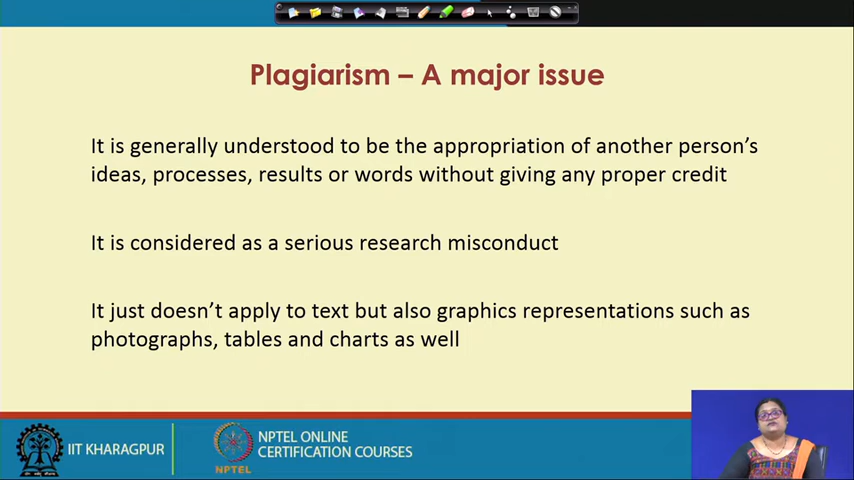 Plagiarism – A major issue
It is generally understood to be the appropriation of another person’s
ideas, processes, results or words without giving any proper credit
It is considered as a serious research misconduct
It just doesn’t apply to text but also graphics representations such as
photographs, tables and charts as well
IIT KHARAGPUR
NPTEL
NPTEL ONLINE
CERTIFICATION COURSES